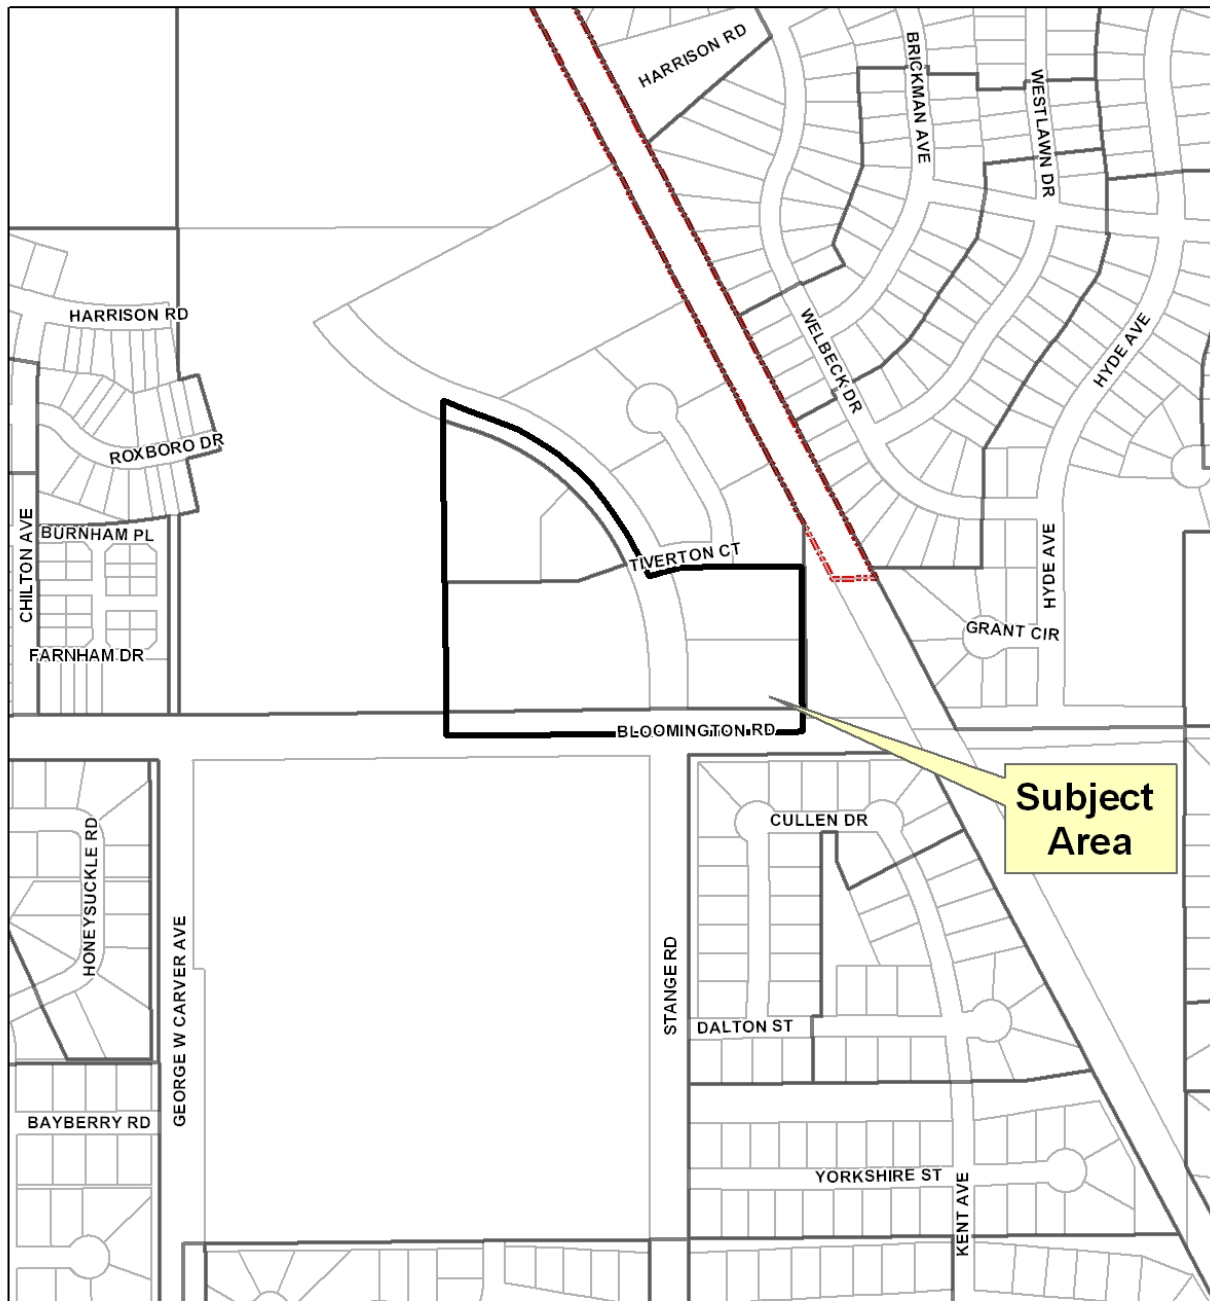 HARRISON RD
BRICKMAN AVE
WESTLAWN DR
HARRISON RD
WELBECK DR
HYDE AVE
ROXBORO DR
CHILTON AVE
BURNHAM PL
TIVERTON CT
HYDE AVE
GRANT CIR
FARNHAM DR
BLOOMINGTON RD
Subject
Area
CULLEN DR
HONEYSUCKLE RD
GEORGE W CARVER AVE
STANGE RD
DALTON ST
BAYBERRY RD
YORKSHIRE ST
KENT AVE